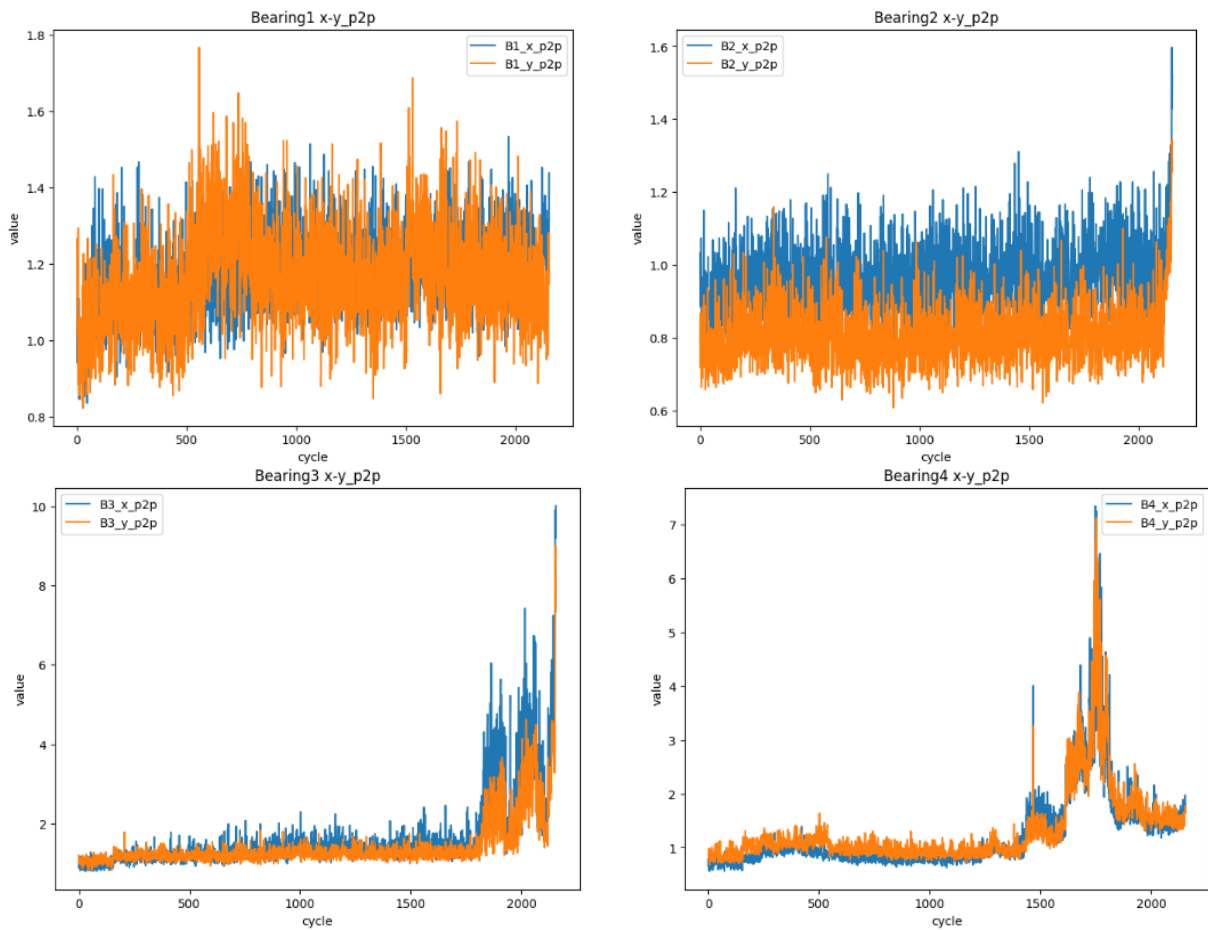 Bearing1 x-y_p2p
1.8
1.6
1.4
1.2
1.0
0.8
value
B1_x_p2p
B1_y_p2p
0
500
1000
1500
2000
cycle
Bearing2 x-y_p2p
1.6
1.4
1.2
1.0
0.8
0.6
value
B2_x_p2p
B2_y_p2p
0
500
1000
1500
2000
cycle
Bearing3 x-y_p2p
10
8
6
4
2
value
B3_x_p2p
B3_y_p2p
0
500
1000
1500
2000
cycle
Bearing4 x-y_p2p
7
6
5
4
3
2
1
value
B4_x_p2p
B4_y_p2p
0
500
1000
1500
2000
cycle